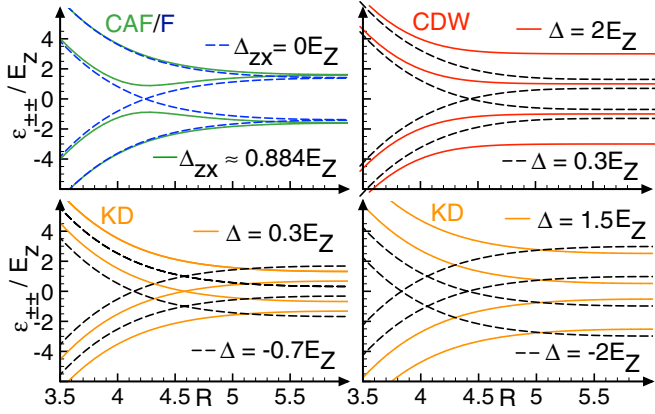 CAF/F
Δzx = 0EZ
Δzx ≈ 0.884EZ
ε±± / EZ
4
2
0
-2
-4
CDW
Δ = 2EZ
Δ = 0.3EZ
KD
Δ = 0.3EZ
Δ = -0.7EZ
ε±± / EZ
4
2
0
-2
-4
3.5 4 4.5 R 5 5.5
KD
Δ = 1.5EZ
Δ = -2EZ
3.5 4 4.5 R 5 5.5